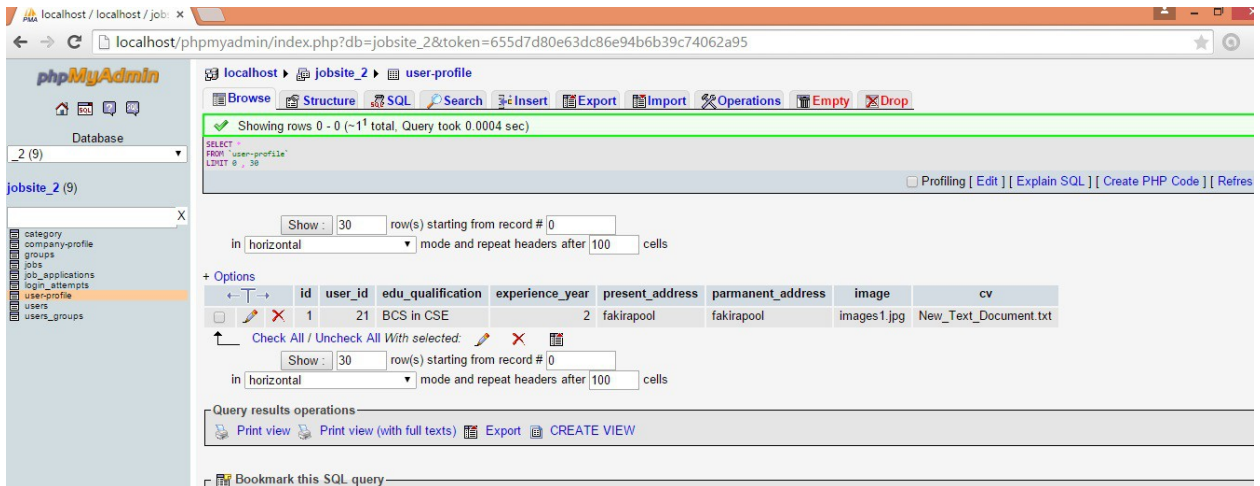 localhost / localhost / job:
localhost/phpmyadmin/index.php?db=jobsite_2&token=655d7d80e63dc86e94b6b39c74062a95
phpMyAdmin
Database
_2 (9)
jobsite_2 (9)
X
category
company-profile
groups
jobs
job_applications
login_attempts
user-profile
users
users_groups
localhost jobsite_2 user-profile
Browse Structure SQL Search Insert Export Import Operations Empty Drop
Showing rows 0 - 0 (~1¹ total, Query took 0.0004 sec)
SELECT *
FROM `user-profile`
LIMIT 0 , 30
Profiling [ Edit ] [ Explain SQL ] [ Create PHP Code ] [ Refres
Show : 30 row(s) starting from record # 0
in horizontal mode and repeat headers after 100 cells
+ Options
←T→ id user_id edu_qualification experience_year present_address parmanent_address image cv
1 21 BCS in CSE 2 fakirapool fakirapool images1.jpg New_Text_Document.txt
Check All / Uncheck All With selected:
Show : 30 row(s) starting from record # 0
in horizontal mode and repeat headers after 100 cells
Query results operations
Print view Print view (with full texts) Export CREATE VIEW
Bookmark this SQL query